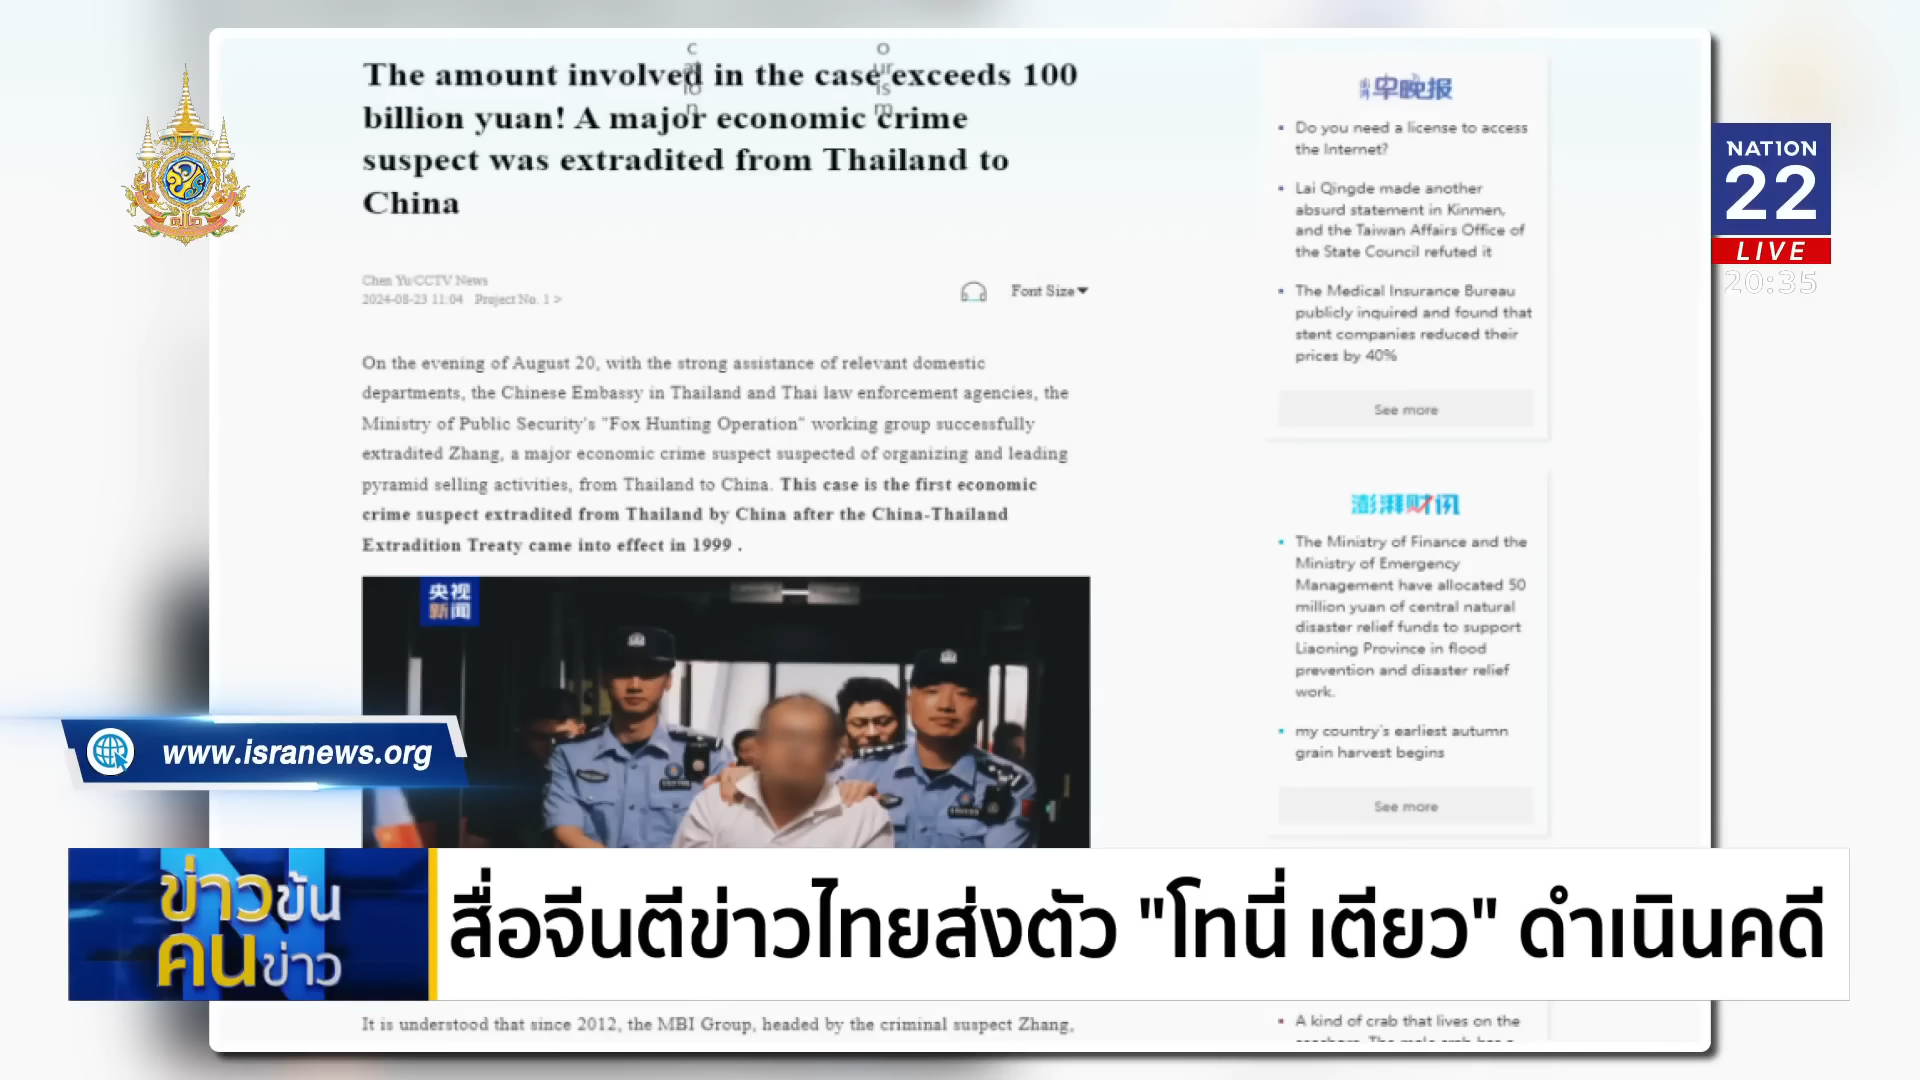 The amount involved in the case exceeds 100
billion yuan! A major economic crime
suspect was extradited from Thailand to
China
Chen Yu/CCTV News
2024-08-23 11:04 Project No. 1 >
Font Size
On the evening of August 20, with the strong assistance of relevant domestic
departments, the Chinese Embassy in Thailand and Thai law enforcement agencies, the
Ministry of Public Security's "Fox Hunting Operation" working group successfully
extradited Zhang, a major economic crime suspect suspected of organizing and leading
pyramid selling activities, from Thailand to China. This case is the first economic
crime suspect extradited from Thailand by China after the China-Thailand
Extradition Treaty came into effect in 1999 .
央视
新闻
It is understood that since 2012, the MBI Group, headed by the criminal suspect Zhang,
早晚报
Do you need a license to access
the Internet?
Lai Qingde made another
absurd statement in Kinmen,
and the Taiwan Affairs Office of
the State Council refuted it
The Medical Insurance Bureau
publicly inquired and found that
stent companies reduced their
prices by 40%
See more
澎湃财讯
The Ministry of Finance and the
Ministry of Emergency
Management have allocated 50
million yuan of central natural
disaster relief funds to support
Liaoning Province in flood
prevention and disaster relief
work.
my country's earliest autumn
grain harvest begins
See more
A kind of crab that lives on the
NATION
22
LIVE
20:35
www.isranews.org
ข่าวข้น
คนข่าว
สื่อจีนตีข่าวไทยส่งตัว "โทนี่ เตียว" ดำเนินคดี